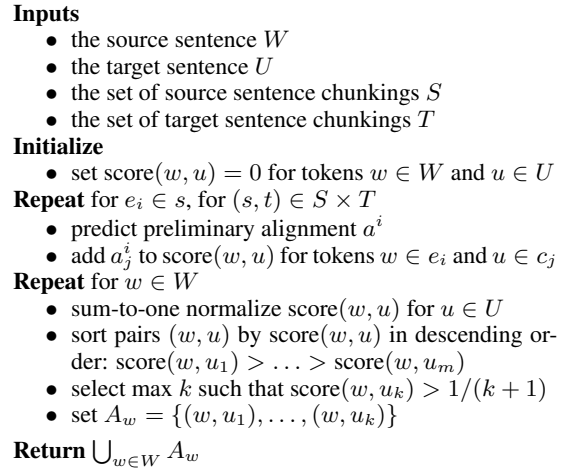 Inputs
• the source sentence W
• the target sentence U
• the set of source sentence chunkings S
• the set of target sentence chunkings T
Initialize
• set score(w, u) = 0 for tokens w ∈ W and u ∈ U
Repeat for e_i ∈ s, for (s, t) ∈ S × T
• predict preliminary alignment a^i
• add a^i_j to score(w, u) for tokens w ∈ e_i and u ∈ c_j
Repeat for w ∈ W
• sum-to-one normalize score(w, u) for u ∈ U
• sort pairs (w, u) by score(w, u) in descending or-
der: score(w, u_1) > . . . > score(w, u_m)
• select max k such that score(w, u_k) > 1/(k + 1)
• set A_w = {(w, u_1), . . . , (w, u_k)}
Return ⋃_{w∈W} A_w